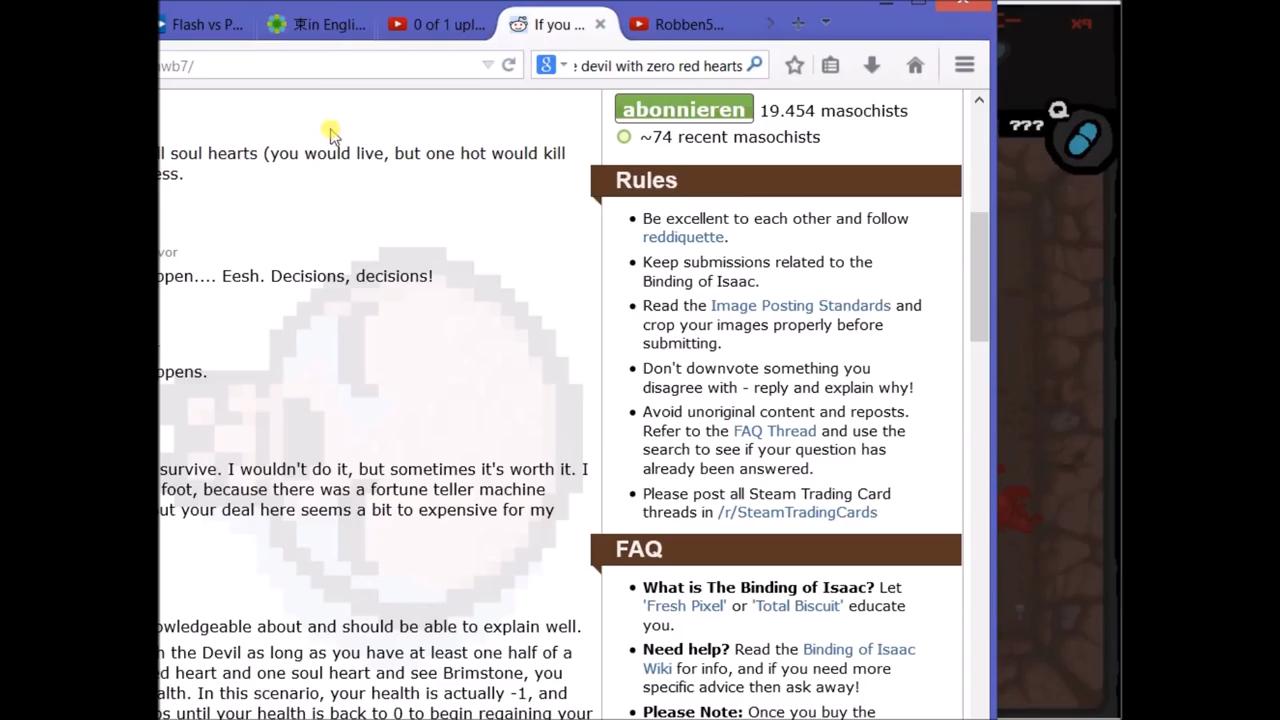 Flash vs P...
東in Engli...
0 of 1 upl...
If you ...
Robben5...
wb7/
devil with zero red hearts
abonnieren 19.454 masochists
~74 recent masochists
ll soul hearts (you would live, but one hot would kill
ess.
vor
ppen.... Eesh. Decisions, decisions!
ppens.
survive. I wouldn't do it, but sometimes it's worth it. I
foot, because there was a fortune teller machine
ut your deal here seems a bit to expensive for my
owledgeable about and should be able to explain well.
the Devil as long as you have at least one half of a
d heart and one soul heart and see Brimstone, you
alth. In this scenario, your health is actually -1, and
ps until your health is back to 0 to begin regaining your
Rules
Be excellent to each other and follow
reddiquette.
Keep submissions related to the
Binding of Isaac.
Read the Image Posting Standards and
crop your images properly before
submitting.
Don't downvote something you
disagree with - reply and explain why!
Avoid unoriginal content and reposts.
Refer to the FAQ Thread and use the
search to see if your question has
already been answered.
Please post all Steam Trading Card
threads in /r/SteamTradingCards
FAQ
What is The Binding of Isaac? Let
'Fresh Pixel' or 'Total Biscuit' educate
you.
Need help? Read the Binding of Isaac
Wiki for info, and if you need more
specific advice then ask away!
Please Note: Once you buy the
Q
???